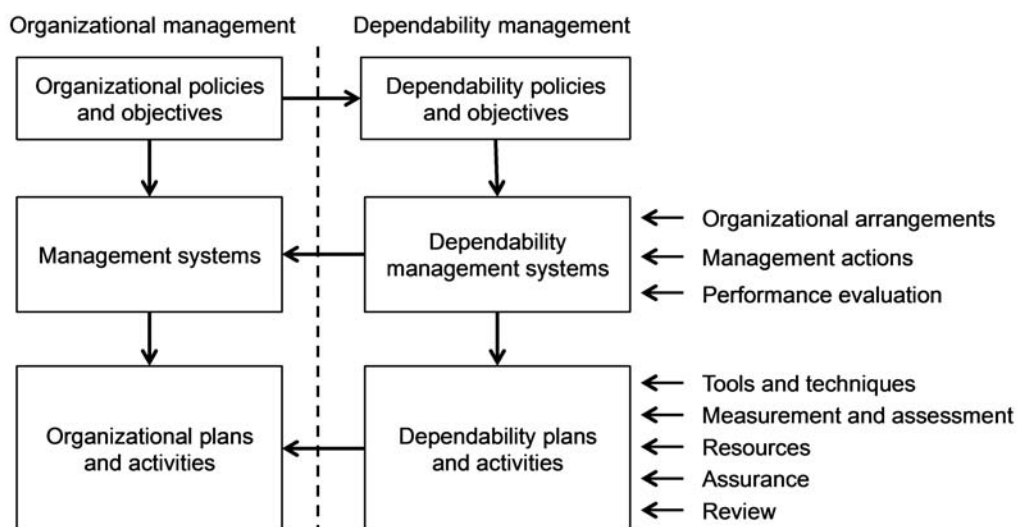 Organizational management
Dependability management
Organizational policies
and objectives
Dependability policies
and objectives
Management systems
Dependability
management systems
Organizational arrangements
Management actions
Performance evaluation
Organizational plans
and activities
Dependability plans
and activities
Tools and techniques
Measurement and assessment
Resources
Assurance
Review